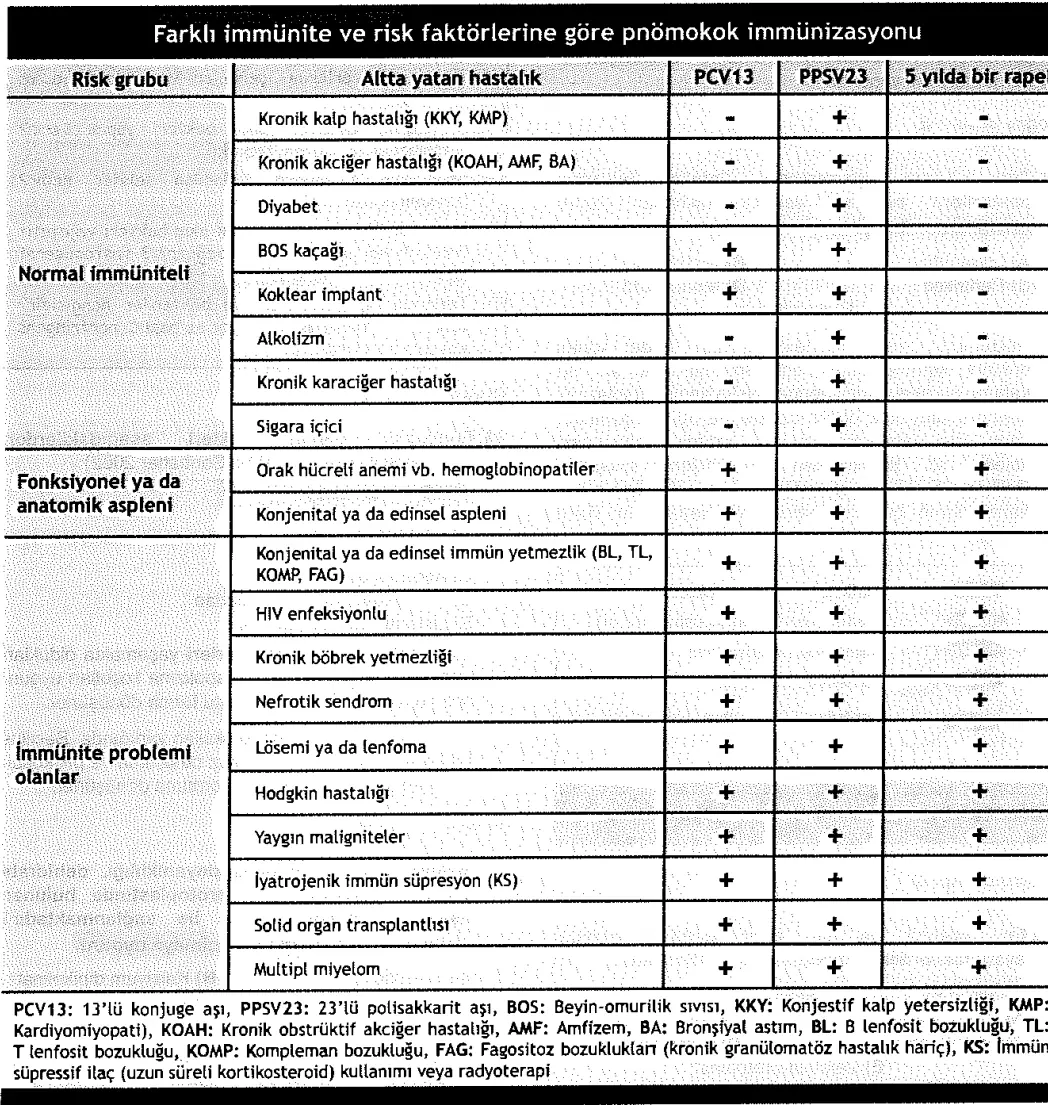 Farklı immünite ve risk faktörlerine göre pnömokok immünizasyonu
Risk grubu Altta yatan hastalık PCV13 PPSV23 5 yılda bir rape
Normal immüniteli
Kronik kalp hastalığı (KKY, KMP) - + -
Kronik akciğer hastalığı (KOAH, AMF, BA) - + -
Diyabet - + -
BOS kaçağı + + -
Koklear implant + + -
Alkolizm - + -
Kronik karaciğer hastalığı - + -
Sigara içici - + -
Fonksiyonel ya da
anatomik aspleni
Orak hücreli anemi vb. hemoglobinopatiler + + +
Konjenital ya da edinsel aspleni + + +
İmmünite problemi
olanlar
Konjenital ya da edinsel immün yetmezlik (BL, TL,
KOMP, FAG) + + +
HIV enfeksiyonlu + + +
Kronik böbrek yetmezliği + + +
Nefrotik sendrom + + +
Lösemi ya da lenfoma + + +
Hodgkin hastalığı + + +
Yaygın maligniteler + + +
İyatrojenik immün süpresyon (KS) + + +
Solid organ transplantlısı + + +
Multipl miyelom + + +
PCV13: 13'lü konjuge aşı, PPSV23: 23'lü polisakkarit aşı, BOS: Beyin-omurilik sıvısı, KKY: Konjestif kalp yetersizliği, KMP:
Kardiyomiyopati), KOAH: Kronik obstrüktif akciğer hastalığı, AMF: Amfizem, BA: Bronşiyal astım, BL: B lenfosit bozukluğu, TL:
T lenfosit bozukluğu, KOMP: Kompleman bozukluğu, FAG: Fagositoz bozuklukları (kronik granülomatöz hastalık hariç), KS: İmmün
süpressif ilaç (uzun süreli kortikosteroid) kullanımı veya radyoterapi